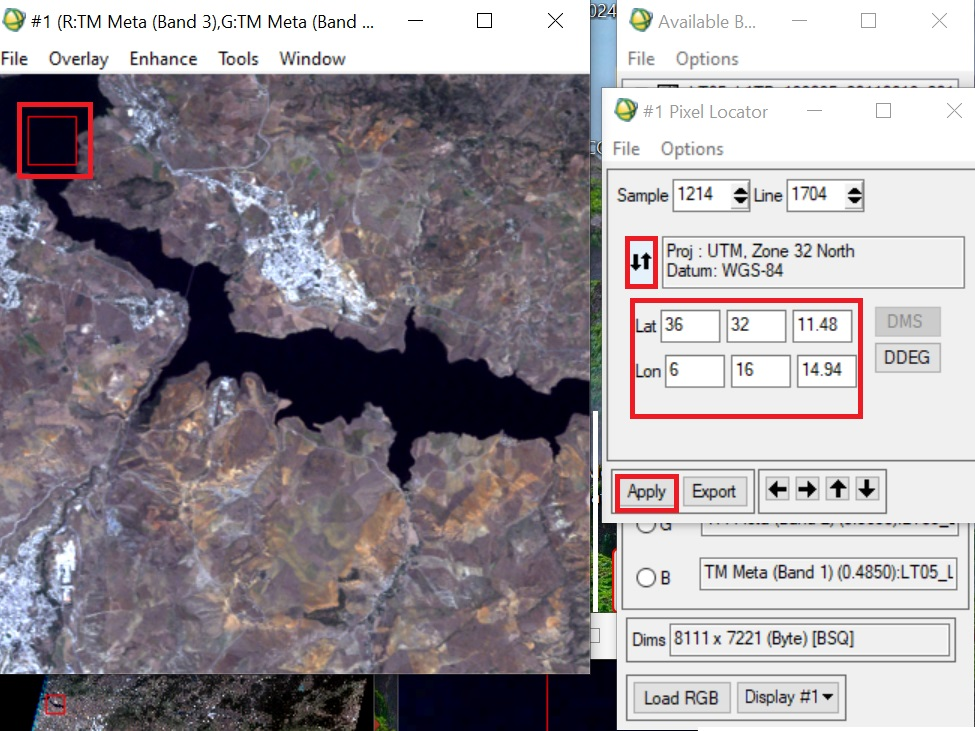 #1 (R:TM Meta (Band 3),G:TM Meta (Band ...
File Overlay Enhance Tools Window
024
Available B...
File Options
#1 Pixel Locator
File Options
Sample 1214 Line 1704
Proj : UTM, Zone 32 North
Datum: WGS-84
Lat 36 32 11.48 DMS
Lon 6 16 14.94 DDEG
Apply Export
G
B TM Meta (Band 1) (0.4850):LT05_L
Dims 8111 x 7221 (Byte) [BSQ]
Load RGB Display #1